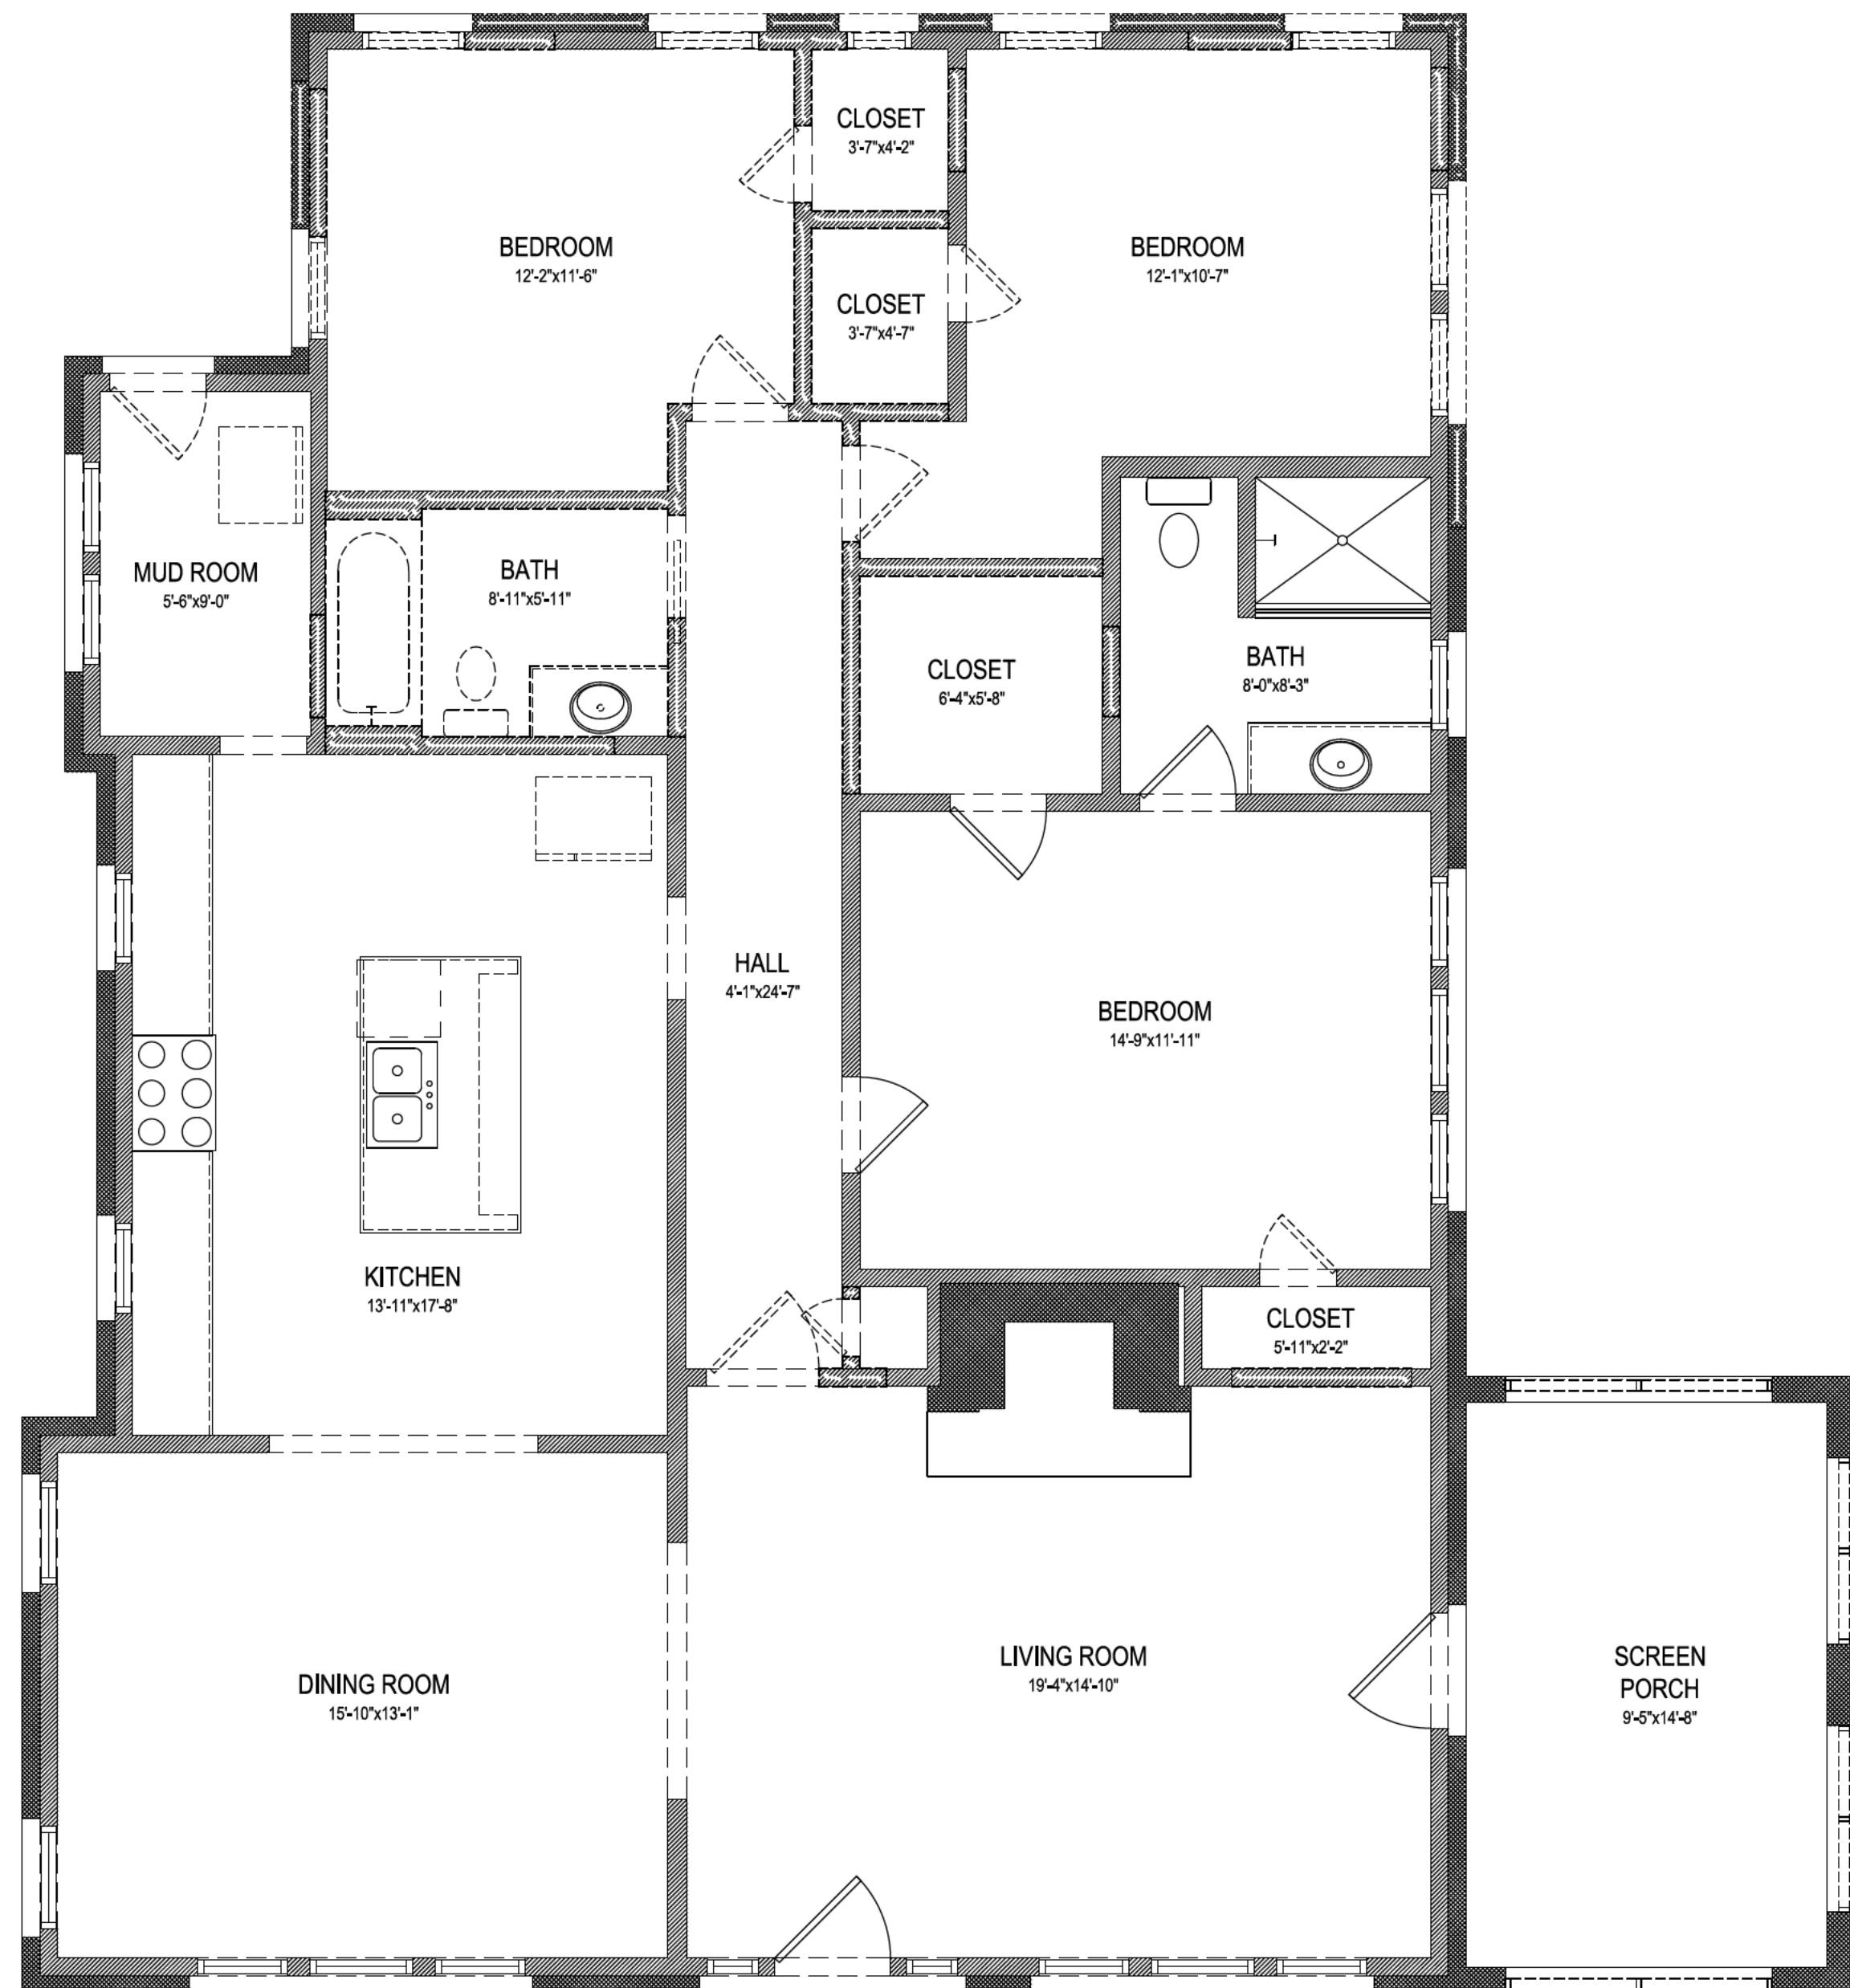 CLOSET
3'-7"x4'-2"
BEDROOM
12'-2"x11'-6"
BEDROOM
12'-1"x10'-7"
CLOSET
3'-7"x4'-7"
MUD ROOM
5'-6"x9'-0"
BATH
8'-11"x5'-11"
CLOSET
6'-4"x5'-8"
BATH
8'-0"x8'-3"
HALL
4'-1"x24'-7"
BEDROOM
14'-9"x11'-11"
KITCHEN
13'-11"x17'-8"
CLOSET
5'-11"x2'-2"
DINING ROOM
15'-10"x13'-1"
LIVING ROOM
19'-4"x14'-10"
SCREEN
PORCH
9'-5"x14'-8"